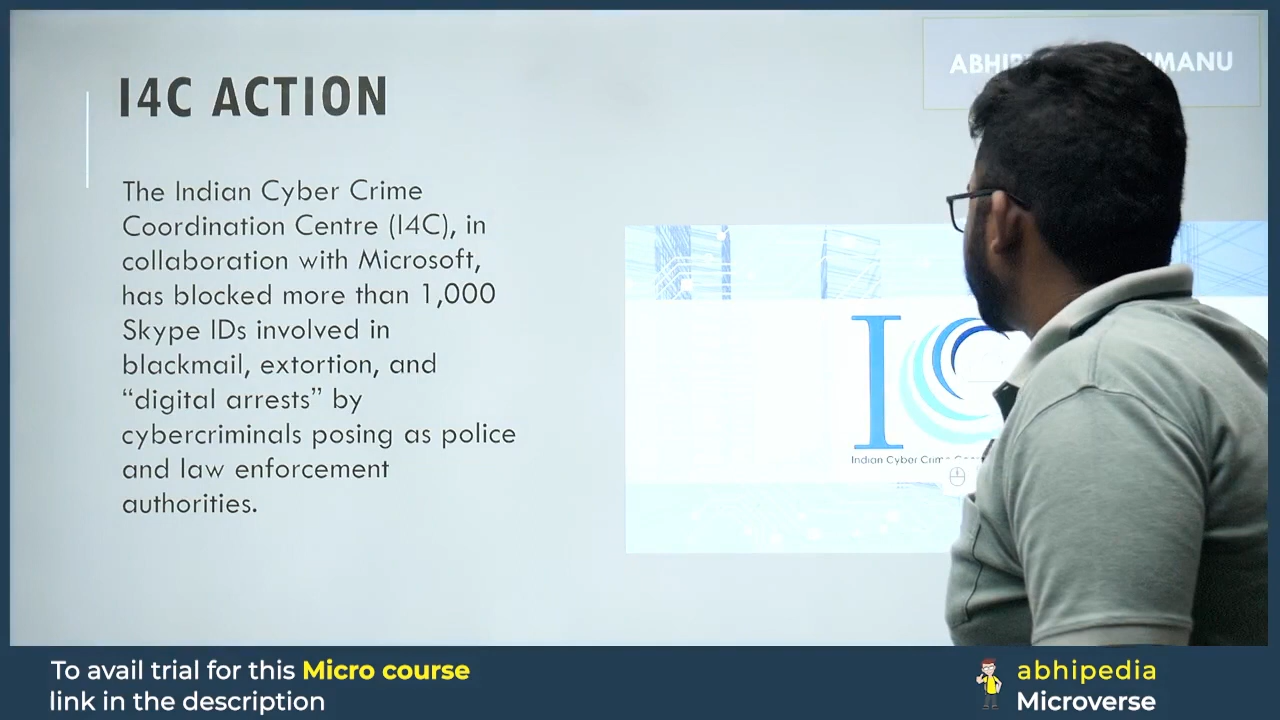 I4C ACTION
The Indian Cyber Crime
Coordination Centre (I4C), in
collaboration with Microsoft,
has blocked more than 1,000
Skype IDs involved in
blackmail, extortion, and
“digital arrests” by
cybercriminals posing as police
and law enforcement
authorities.
Indian Cyber Crime
To avail trial for this Micro course
link in the description
abhipedia
Microverse